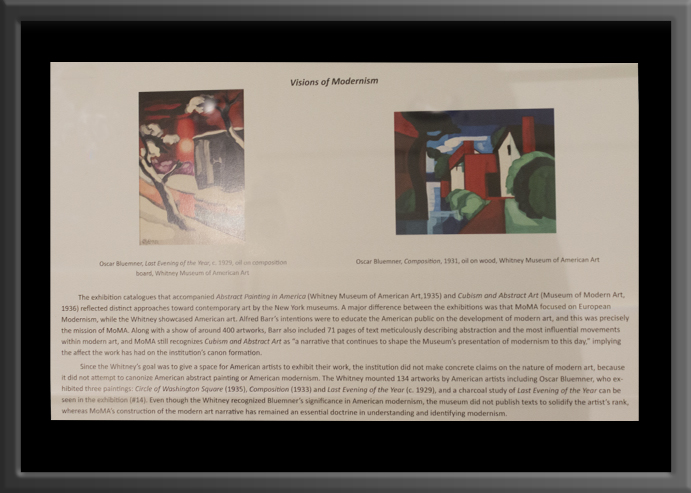 Visions of Modernism
Oscar Bluemner, Last Evening of the Year, c. 1929, oil on composition
board, Whitney Museum of American Art
Oscar Bluemner, Composition, 1931, oil on wood, Whitney Museum of American Art
The exhibition catalogues that accompanied Abstract Painting in America (Whitney Museum of American Art,1935) and Cubism and Abstract Art (Museum of Modern Art,
1936) reflected distinct approaches toward contemporary art by the New York museums. A major difference between the exhibitions was that MoMA focused on European
Modernism, while the Whitney showcased American art. Alfred Barr's intentions were to educate the American public on the development of modern art, and this was precisely
the mission of MoMA. Along with a show of around 400 artworks, Barr also included 71 pages of text meticulously describing abstraction and the most influential movements
within modern art, and MoMA still recognizes Cubism and Abstract Art as “a narrative that continues to shape the Museum's presentation of modernism to this day,” implying
the affect the work has had on the institution's canon formation.
Since the Whitney's goal was to give a space for American artists to exhibit their work, the institution did not make concrete claims on the nature of modern art, because
it did not attempt to canonize American abstract painting or American modernism. The Whitney mounted 134 artworks by American artists including Oscar Bluemner, who ex-
hibited three paintings: Circle of Washington Square (1935), Composition (1933) and Last Evening of the Year (c. 1929), and a charcoal study of Last Evening of the Year can be
seen in the exhibition (#14). Even though the Whitney recognized Bluemner's significance in American modernism, the museum did not publish texts to solidify the artist's rank,
whereas MoMA's construction of the modern art narrative has remained an essential doctrine in understanding and identifying modernism.